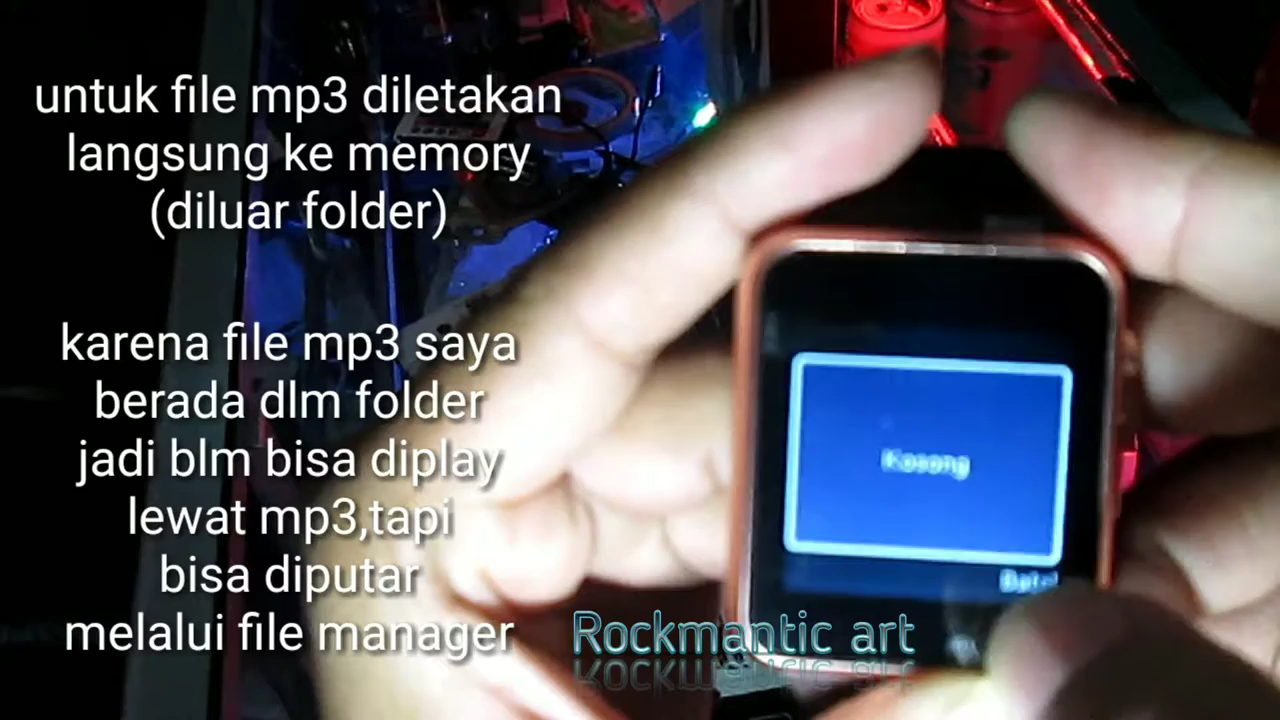 untuk file mp3 diletakan
langsung ke memory
(diluar folder)
karena file mp3 saya
berada dlm folder
jadi blm bisa diplay
lewat mp3,tapi
bisa diputar
melalui file manager
Kosong
Batal
Rockmantic art